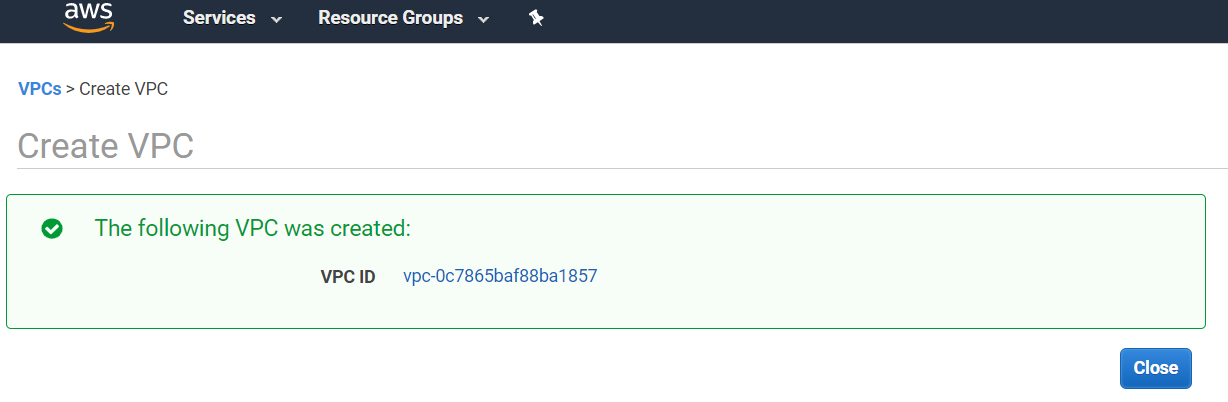 aws Services Resource Groups
VPCs > Create VPC
Create VPC
The following VPC was created:
VPC ID vpc-0c7865baf88ba1857
Close